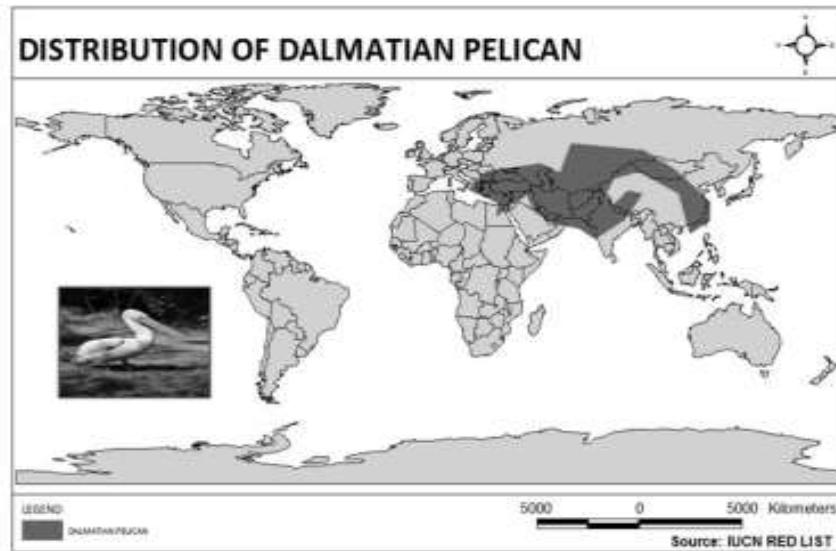 DISTRIBUTION OF DALMATIAN PELICAN
LEGEND
DALMATIAN PELICAN
5000 0 5000 Kilometers
Source: IUCN RED LIST